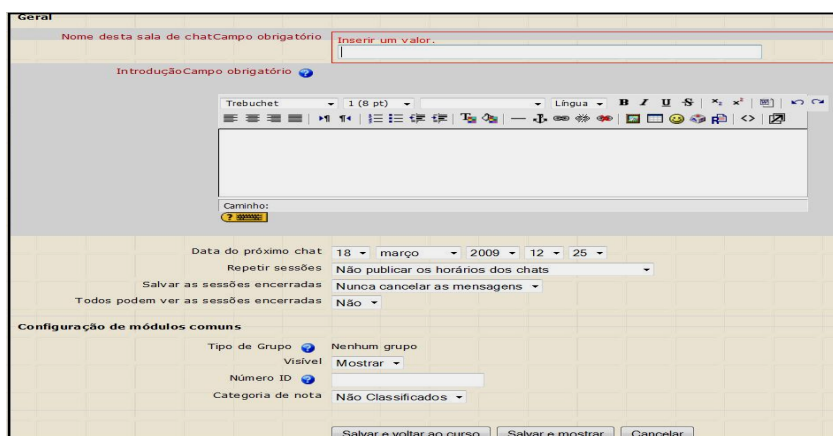 Geral
Nome desta sala de chatCampo obrigatório
Inserir um valor.
IntroduçãoCampo obrigatório ?
Trebuchet 1 (8 pt) Língua B I U S x₂ x²
Caminho:
?
Data do próximo chat 18 março 2009 12 25
Repetir sessões Não publicar os horários dos chats
Salvar as sessões encerradas Nunca cancelar as mensagens
Todos podem ver as sessões encerradas Não
Configuração de módulos comuns
Tipo de Grupo ? Nenhum grupo
Visível Mostrar
Número ID ?
Categoria de nota Não Classificados
Salvar e voltar ao curso Salvar e mostrar Cancelar